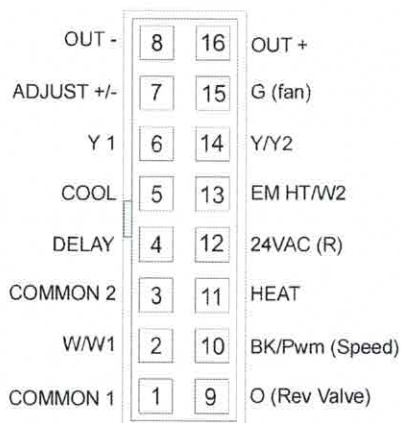 OUT - 8 16 OUT +
ADJUST +/- 7 15 G (fan)
Y 1 6 14 Y/Y2
COOL 5 13 EM HT/W2
DELAY 4 12 24VAC (R)
COMMON 2 3 11 HEAT
W/W1 2 10 BK/Pwm (Speed)
COMMON 1 1 9 O (Rev Valve)